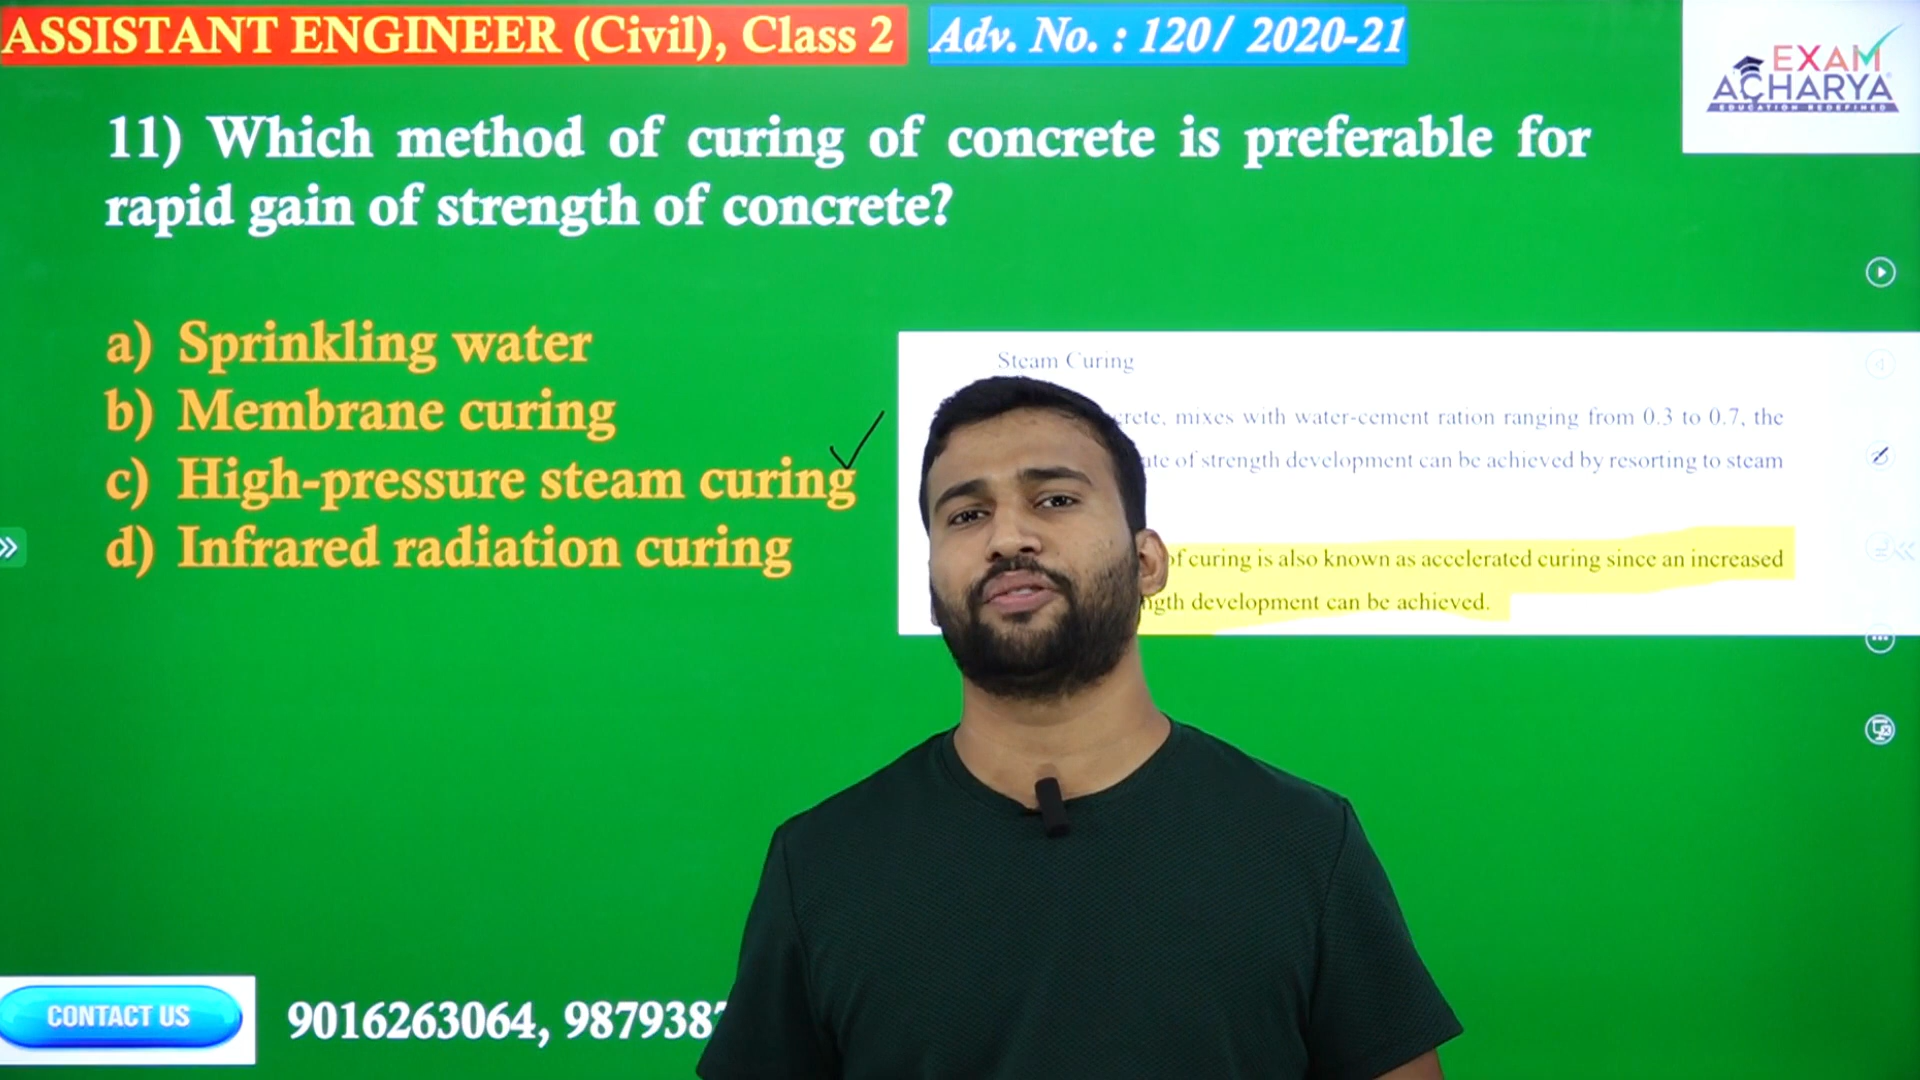 ASSISTANT ENGINEER (Civil), Class 2 Adv. No. : 120/ 2020-21
EXAM
ACHARYA
EDUCATION REDEFINED
11) Which method of curing of concrete is preferable for
rapid gain of strength of concrete?
a) Sprinkling water
b) Membrane curing
c) High-pressure steam curing
d) Infrared radiation curing
Steam Curing
mixes with water-cement ration ranging from 0.3 to 0.7, the
of strength development can be achieved by resorting to steam
of curing is also known as accelerated curing since an increased
development can be achieved.
CONTACT US
9016263064, 987938